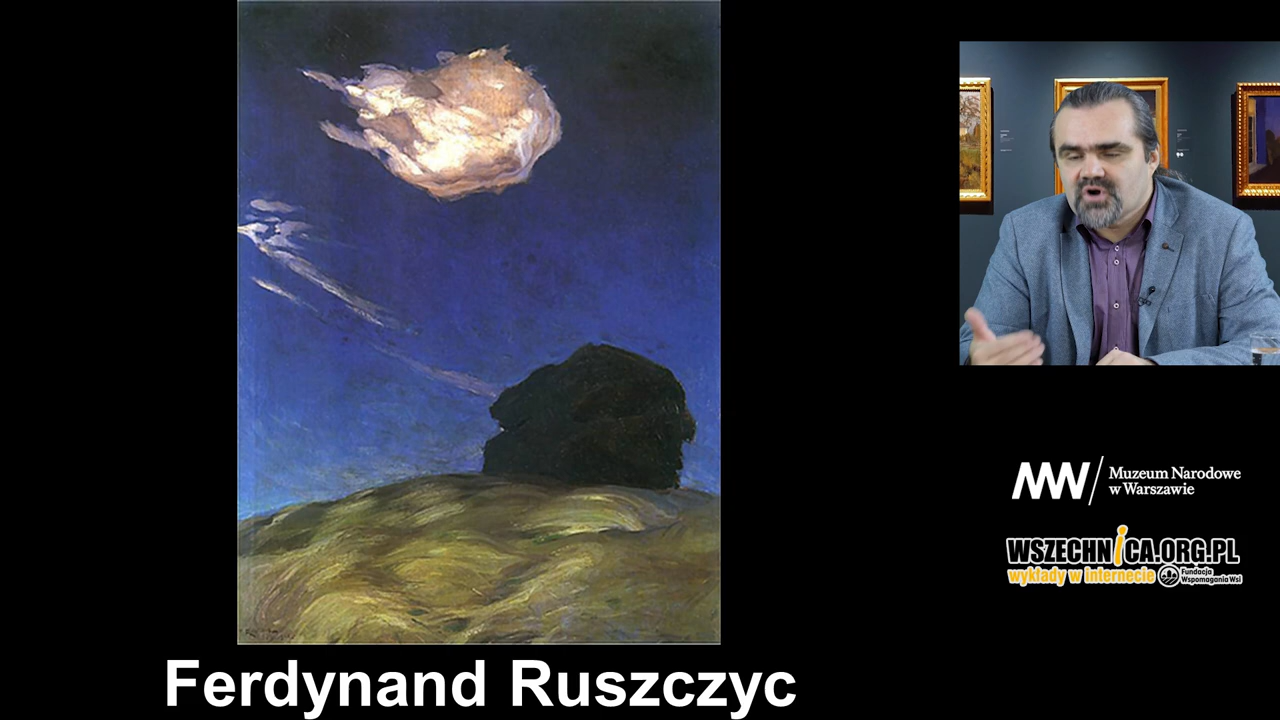 Muzeum Narodowe
w Warszawie
WSZECHNICA.ORG.PL
wykłady w internecie
Fundacja
Wspomagania Wsi
Ferdynand Ruszczyc